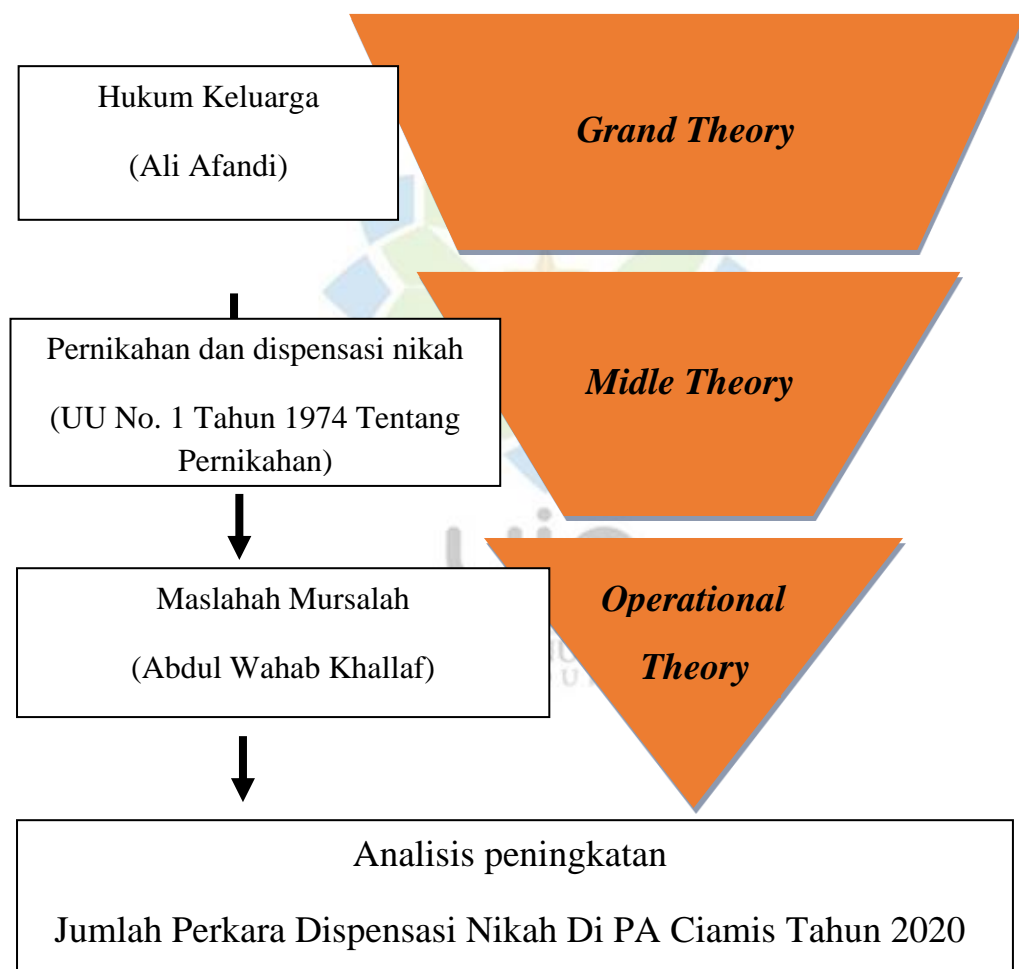 Hukum Keluarga
(Ali Afandi)
Grand Theory
Pernikahan dan dispensasi nikah
(UU No. 1 Tahun 1974 Tentang
Pernikahan)
Midle Theory
Maslahah Mursalah
(Abdul Wahab Khallaf)
Operational
Theory
Analisis peningkatan
Jumlah Perkara Dispensasi Nikah Di PA Ciamis Tahun 2020